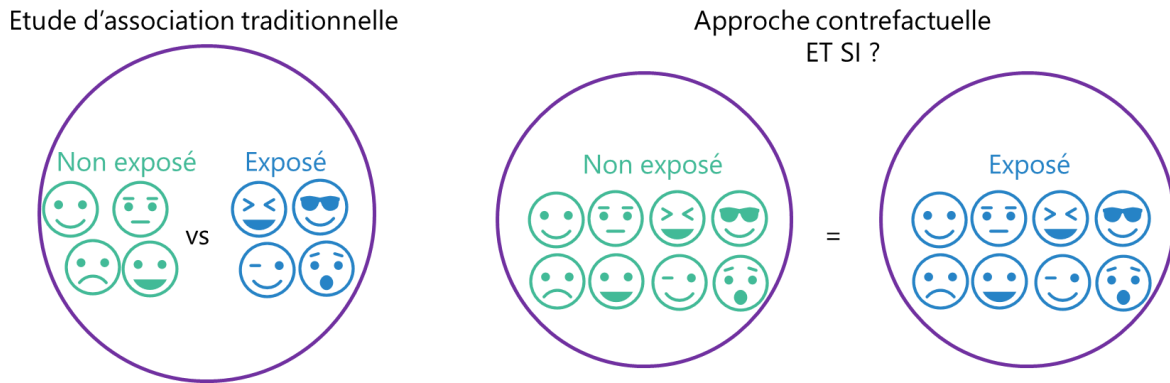 Etude d'association traditionnelle
Non exposé
Exposé
vs
Approche contrefactuelle
ET SI ?
Non exposé
=
Exposé